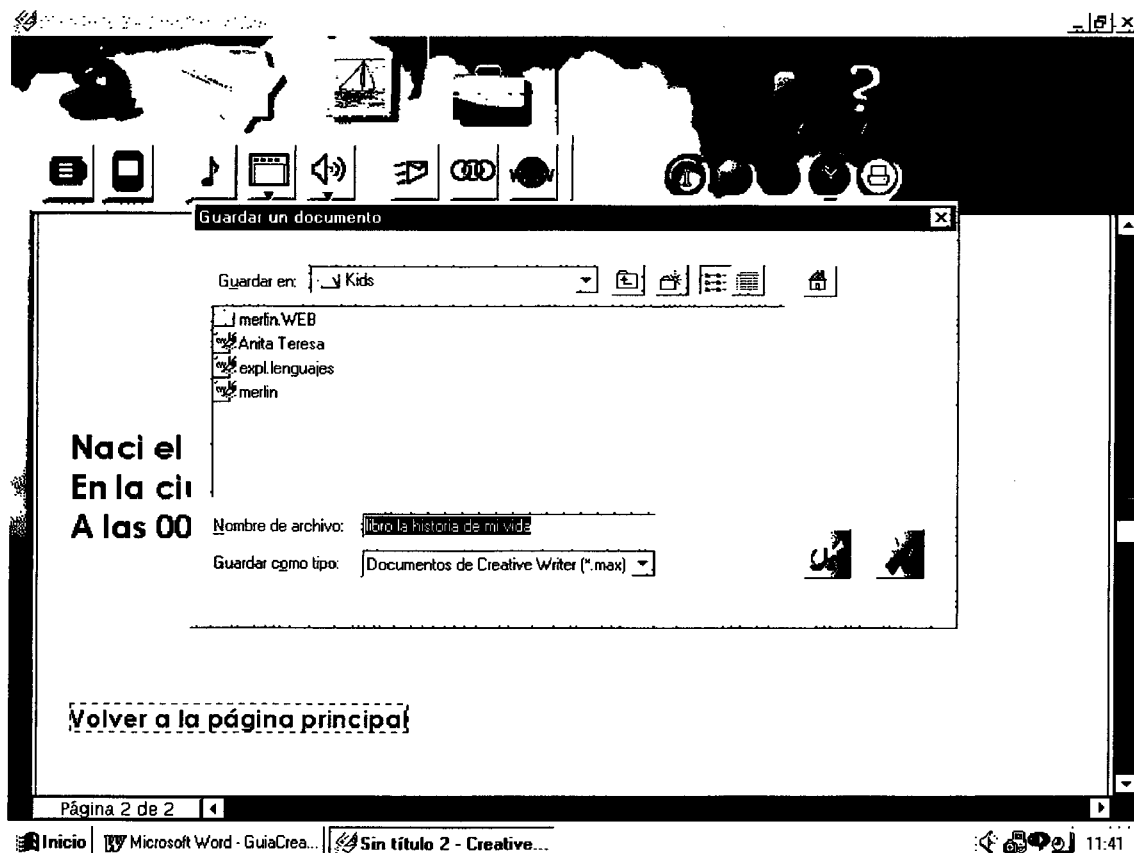 ?
Guardar un documento
Guardar en: Kids
merlin.WEB
Anita Teresa
expl.lenguajes
merlin
Naci el
En la ciu
A las 00
Nombre de archivo: libro la historia de mi vida
Guardar como tipo: Documentos de Creative Writer (*.max)
Volver a la página principal
Página 2 de 2
Inicio Microsoft Word - GuiaCrea... Sin título 2 - Creative... 11:41